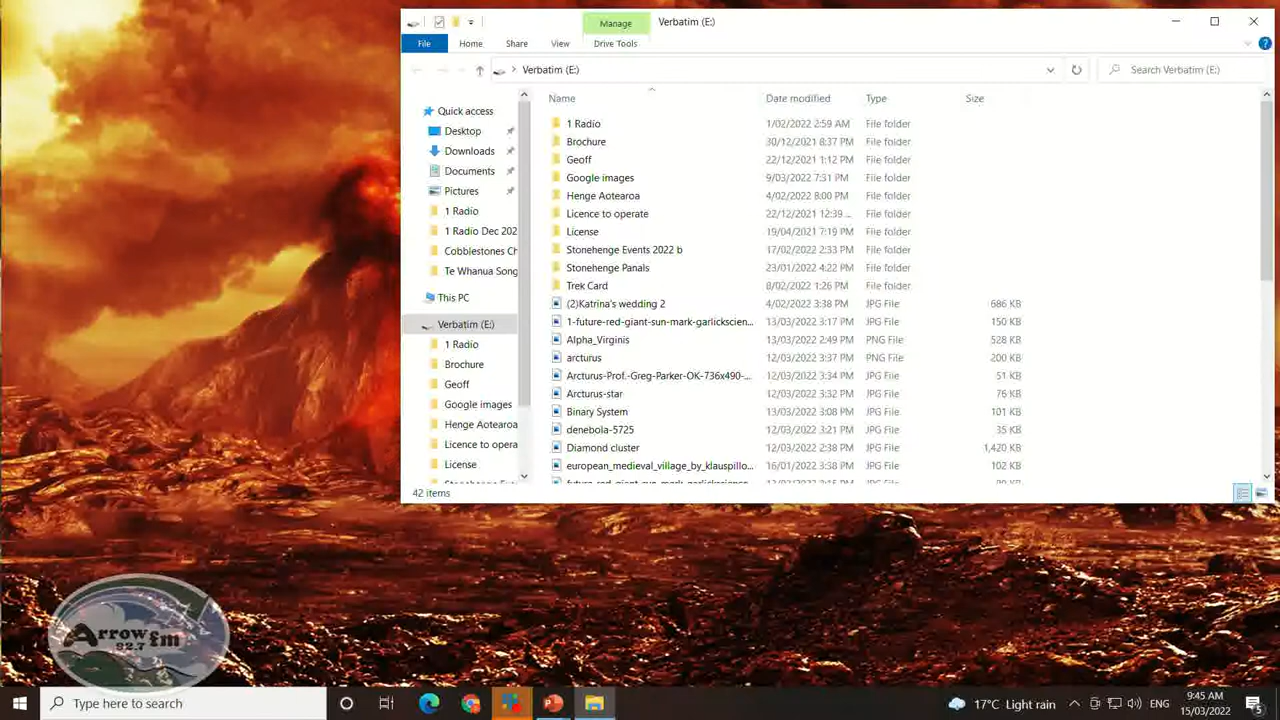 Manage
Verbatim (E:)
File
Home
Share
View
Drive Tools
Verbatim (E:)
Search Verbatim (E:)
Name
Date modified
Type
Size
Quick access
Desktop
Downloads
Documents
Pictures
1 Radio
1 Radio Dec 202
Cobblestones Ch
Te Whanua Song
This PC
Verbatim (E:)
1 Radio
Brochure
Geoff
Google images
Henge Aotearoa
Licence to opera
License
1 Radio 1/02/2022 2:59 AM File folder
Brochure 30/12/2021 8:37 PM File folder
Geoff 22/12/2021 1:12 PM File folder
Google images 9/03/2022 7:31 PM File folder
Henge Aotearoa 4/02/2022 8:00 PM File folder
Licence to operate 22/12/2021 12:39 ... File folder
License 19/04/2021 7:19 PM File folder
Stonehenge Events 2022 b 17/02/2022 2:33 PM File folder
Stonehenge Panals 23/01/2022 4:22 PM File folder
Trek Card 8/02/2022 1:26 PM File folder
(2)Katrina's wedding 2 4/02/2022 3:38 PM JPG File 686 KB
1-future-red-giant-sun-mark-garlickscien... 13/03/2022 3:17 PM JPG File 150 KB
Alpha_Virginis 13/03/2022 2:49 PM PNG File 528 KB
arcturus 12/03/2022 3:37 PM PNG File 200 KB
Arcturus-Prof.-Greg-Parker-OK-736x490-... 12/03/2022 3:34 PM JPG File 51 KB
Arcturus-star 12/03/2022 3:32 PM JPG File 76 KB
Binary System 13/03/2022 3:08 PM JPG File 101 KB
denebola-5725 12/03/2022 3:21 PM JPG File 35 KB
Diamond cluster 12/03/2022 2:38 PM JPG File 1,420 KB
european_medieval_village_by_klauspillo... 16/01/2022 3:38 PM JPG File 102 KB
42 items
Arrow fm
92.7
Type here to search
17°C Light rain
ENG
9:45 AM
15/03/2022
5